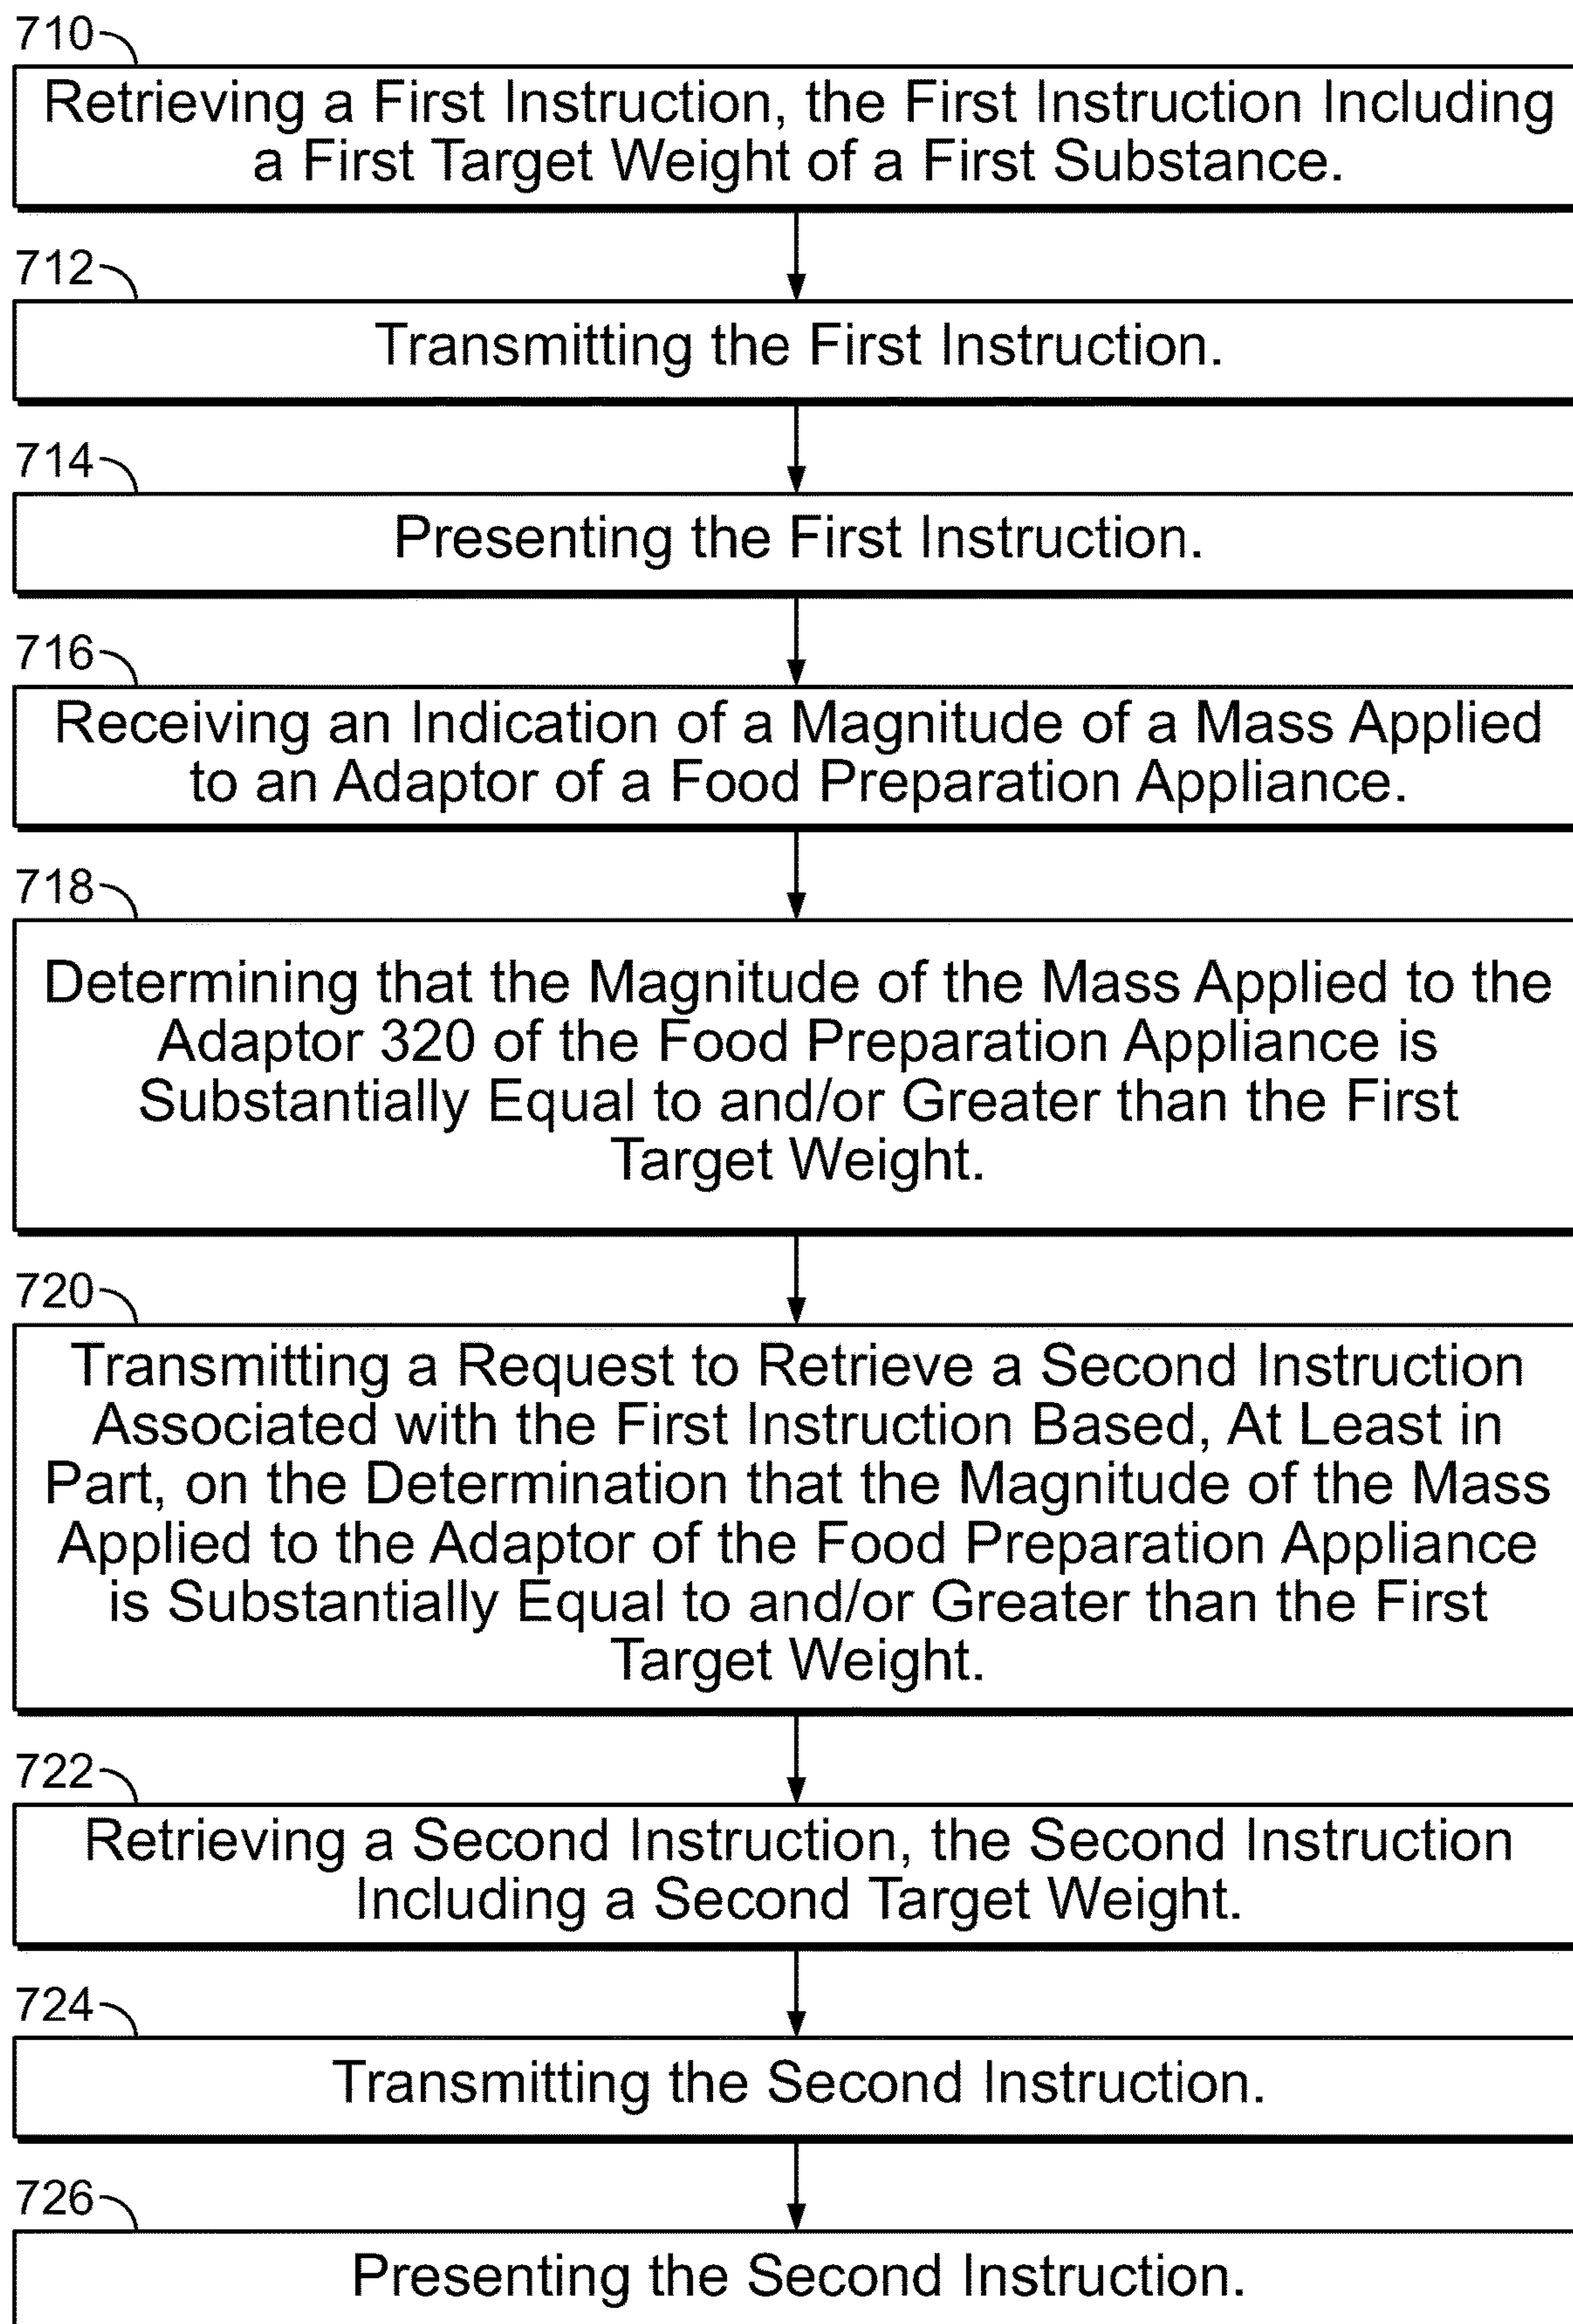 710
Retrieving a First Instruction, the First Instruction Including
a First Target Weight of a First Substance.
712
Transmitting the First Instruction.
714
Presenting the First Instruction.
716
Receiving an Indication of a Magnitude of a Mass Applied
to an Adaptor of a Food Preparation Appliance.
718
Determining that the Magnitude of the Mass Applied to the
Adaptor 320 of the Food Preparation Appliance is
Substantially Equal to and/or Greater than the First
Target Weight.
720
Transmitting a Request to Retrieve a Second Instruction
Associated with the First Instruction Based, At Least in
Part, on the Determination that the Magnitude of the Mass
Applied to the Adaptor of the Food Preparation Appliance
is Substantially Equal to and/or Greater than the First
Target Weight.
722
Retrieving a Second Instruction, the Second Instruction
Including a Second Target Weight.
724
Transmitting the Second Instruction.
726
Presenting the Second Instruction.